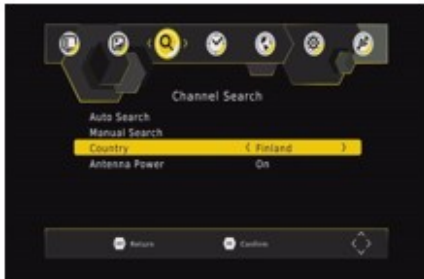 Channel Search
Auto Search
Manual Search
Country Finland
Antenna Power On
Return Confirm